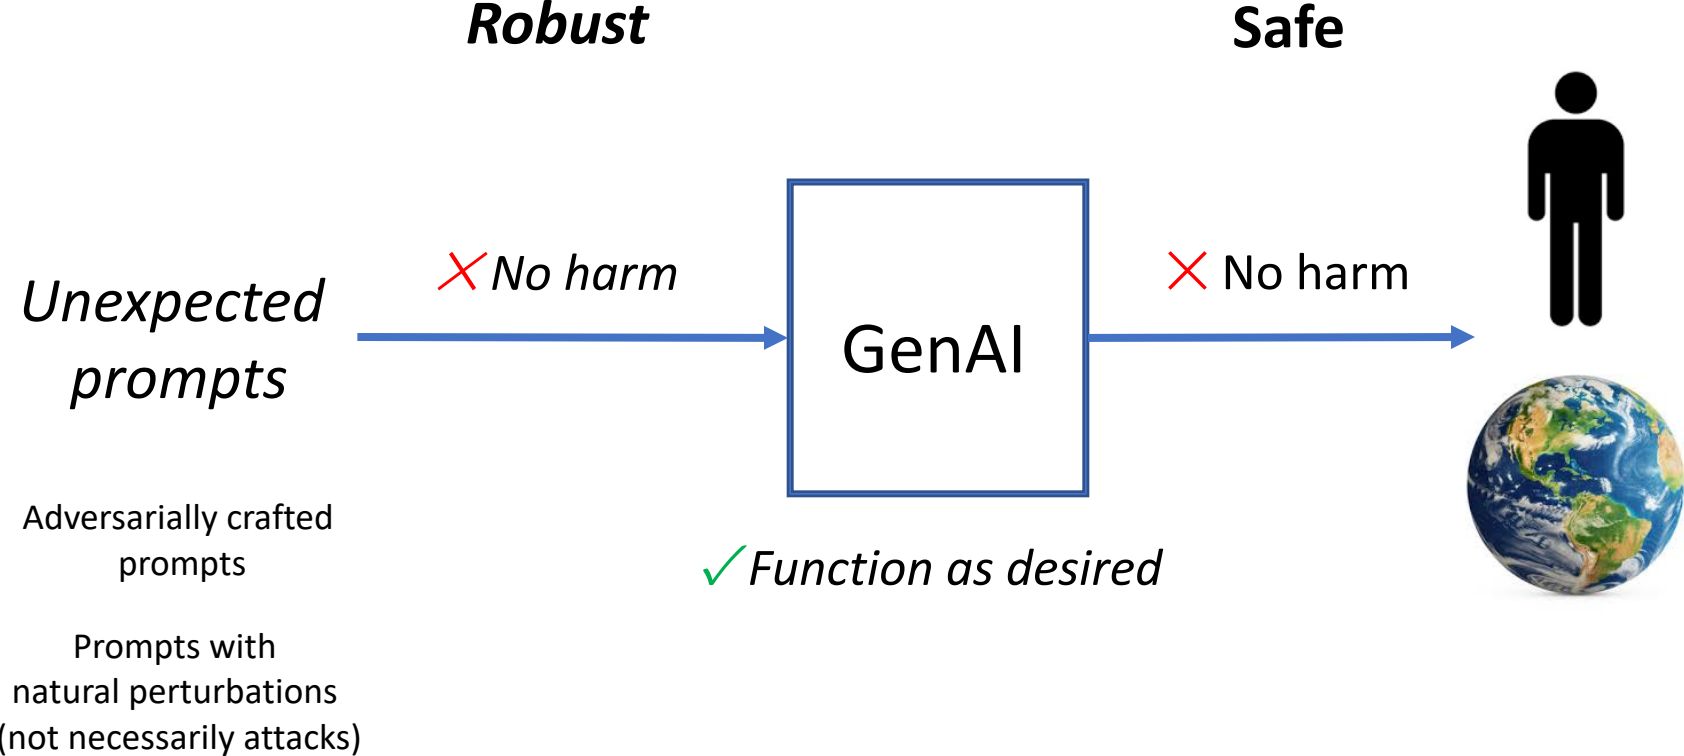 Robust
Safe
No harm
No harm
Unexpected
prompts
GenAI
Adversarially crafted
prompts
Function as desired
Prompts with
natural perturbations
(not necessarily attacks)